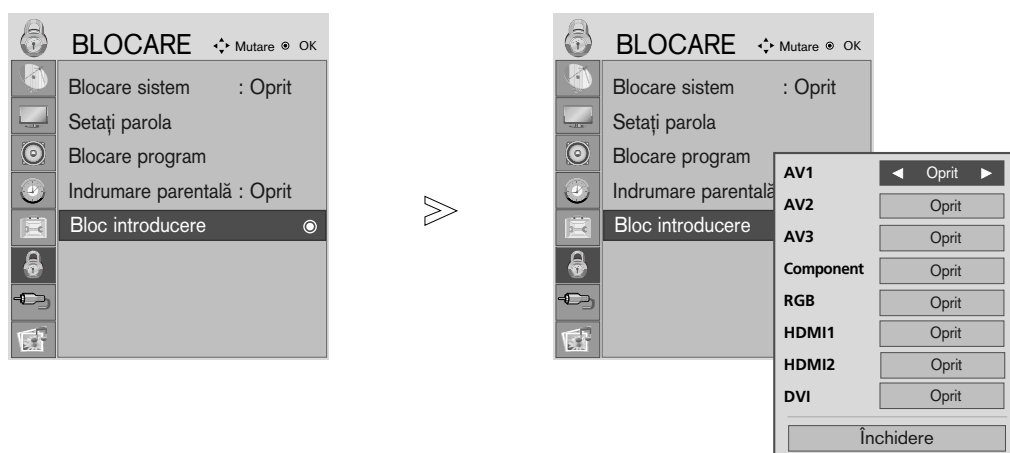 BLOCARE Mutare OK
Blocare sistem : Oprit
Setați parola
Blocare program
Indrumare parentală : Oprit
Bloc introducere
BLOCARE Mutare OK
Blocare sistem : Oprit
Setați parola
Blocare program
Indrumare parentală
Bloc introducere
AV1 ◄ Oprit ►
AV2 Oprit
AV3 Oprit
Component Oprit
RGB Oprit
HDMI1 Oprit
HDMI2 Oprit
DVI Oprit
Închidere